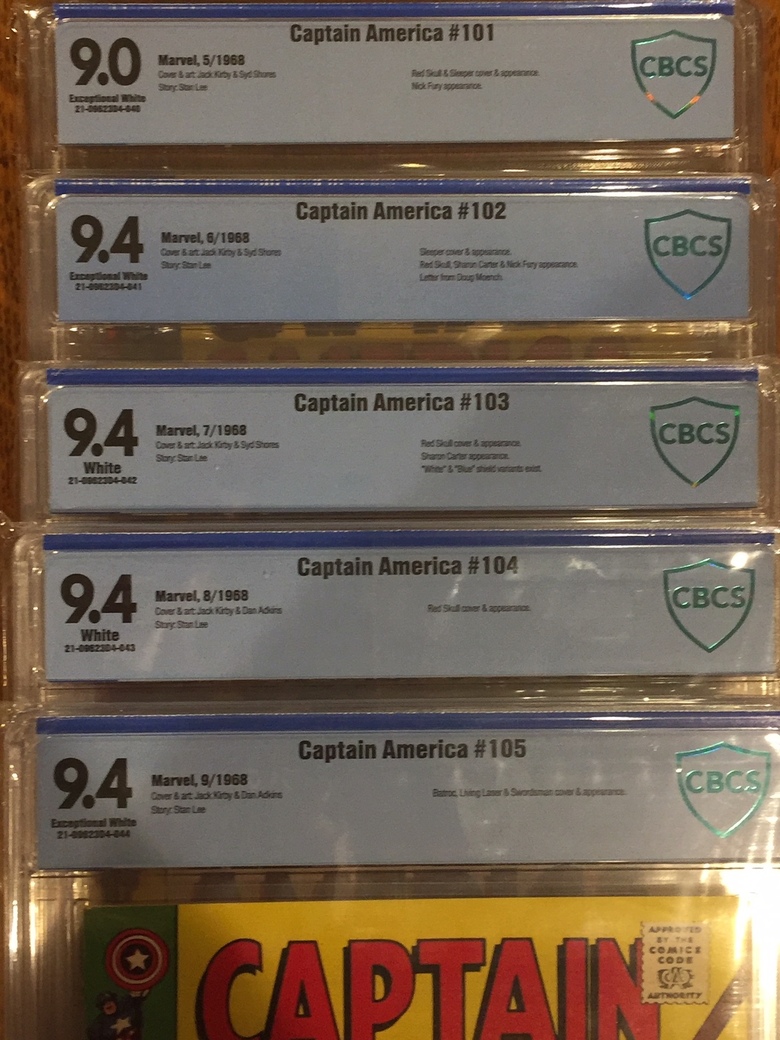 Captain America #101
9.0
Marvel, 5/1968
Cover & art: Jack Kirby & Syd Shores
Story: Stan Lee
Exceptional White
21-0962304-040
Red Skull & Sleeper cover & appearance.
Nick Fury appearance.
CBCS
Captain America #102
9.4
Marvel, 6/1968
Cover & art: Jack Kirby & Syd Shores
Story: Stan Lee
Exceptional White
21-0962304-041
Sleeper cover & appearance.
Red Skull, Sharon Carter & Nick Fury appearance.
Letter from Doug Moench.
CBCS
Captain America #103
9.4
Marvel, 7/1968
Cover & art: Jack Kirby & Syd Shores
Story: Stan Lee
White
21-0962304-042
Red Skull cover & appearance.
Sharon Carter appearance.
"White" & "Blue" shield variants exist.
CBCS
Captain America #104
9.4
Marvel, 8/1968
Cover & art: Jack Kirby & Dan Adkins
Story: Stan Lee
White
21-0962304-043
Red Skull cover & appearance.
CBCS
Captain America #105
9.4
Marvel, 9/1968
Cover & art: Jack Kirby & Dan Adkins
Story: Stan Lee
Exceptional White
21-0962304-044
Batroc, Living Laser & Swordsman cover & appearance.
CBCS
CAPTAIN
APPROVED
BY THE
COMICS
CODE
CCA
AUTHORITY